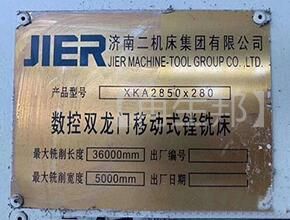 JIER 济南二机床集团有限公司
JIER MACHINE-TOOL GROUP CO.,LTD.
产品型号 XKA2850x280
数控双龙门移动式镗铣床
最大铣削长度 36000mm 出厂编号
最大铣削宽度 5000mm 出厂日期